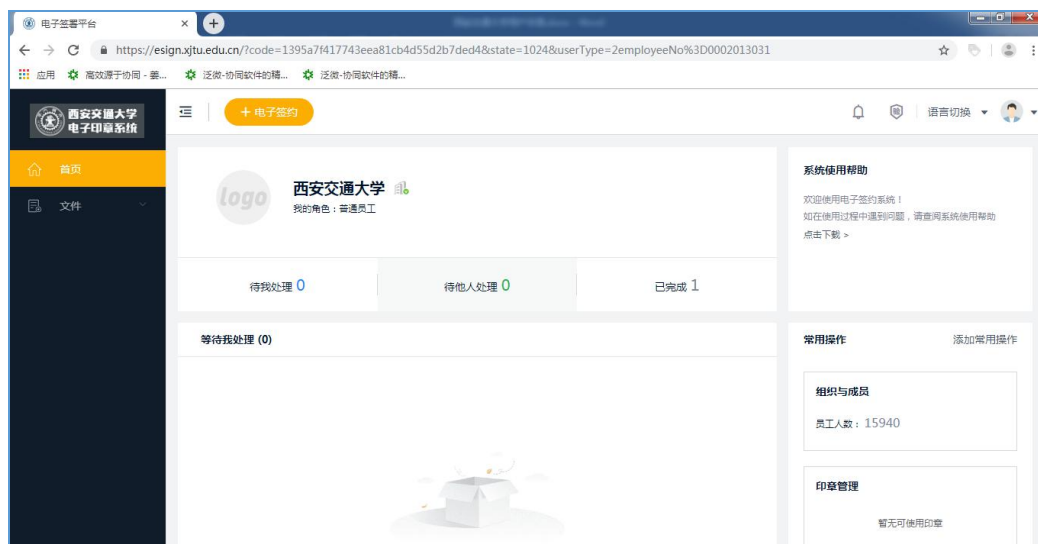 电子签署平台
https://esign.xjtu.edu.cn/?code=1395a7f417743eea81cb4d55d2b7ded4&state=1024&userType=2employeeNo%3D0002013031
应用 高效源于协同 - 姜... 泛微-协同软件的精... 泛微-协同软件的精...
西安交通大学
电子印章系统
+ 电子签约
语言切换
首页
文件
logo
西安交通大学
我的角色：普通员工
待我处理 0
待他人处理 0
已完成 1
系统使用帮助
欢迎使用电子签约系统！
如在使用过程中遇到问题，请查阅系统使用帮助
点击下载 >
等待我处理 (0)
常用操作
添加常用操作
组织与成员
员工人数：15940
印章管理
暂无可使用印章